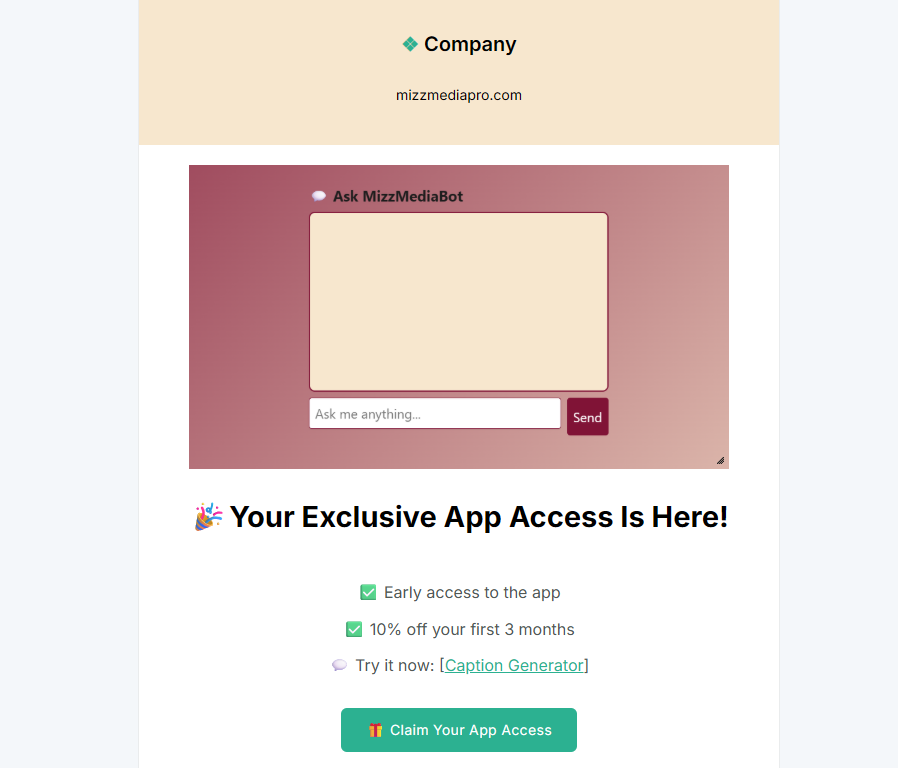 Company
mizzmediapro.com
Ask MizzMediaBot
Ask me anything...
Send
🎉 Your Exclusive App Access Is Here!
✅ Early access to the app
✅ 10% off your first 3 months
💬 Try it now: [Caption Generator]
🎁 Claim Your App Access